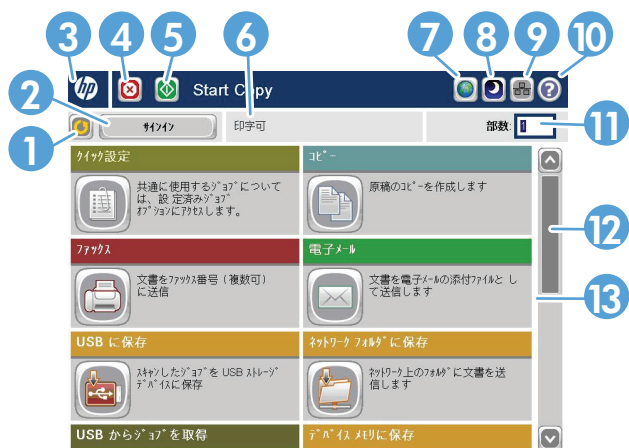 3 4 5 6 7 8 9 10
hp Start Copy ?
2
ｻｲﾝｲﾝ 印字可 部数: 1 11
1
ｸｲｯｸ設定
共通に使用するｼﾞｮﾌﾞについて
は、設 定済みｼﾞｮﾌﾞ
ｵﾌﾟｼｮﾝにｱｸｾｽします。
ｺﾋﾟｰ
原稿のｺﾋﾟｰを作成します
12
ﾌｧｯｸｽ
文書をﾌｧｯｸｽ番号 ( 複数可)
に送信
電子ﾒｰﾙ
文書を電子ﾒｰﾙの添付ﾌｧｲﾙと し
て送信します
13
USB に保存
ｽｷｬﾝしたｼﾞｮﾌﾞを USB ｽﾄﾚｰｼﾞ
ﾃﾞﾊﾞｲｽに保存
ﾈｯﾄﾜｰｸ ﾌｫﾙﾀﾞに保存
ﾈｯﾄﾜｰｸ上のﾌｫﾙﾀﾞに文書を送
信します
USB からｼﾞｮﾌﾞを取得
ﾃﾞﾊﾞｲｽ ﾒﾓﾘに保存